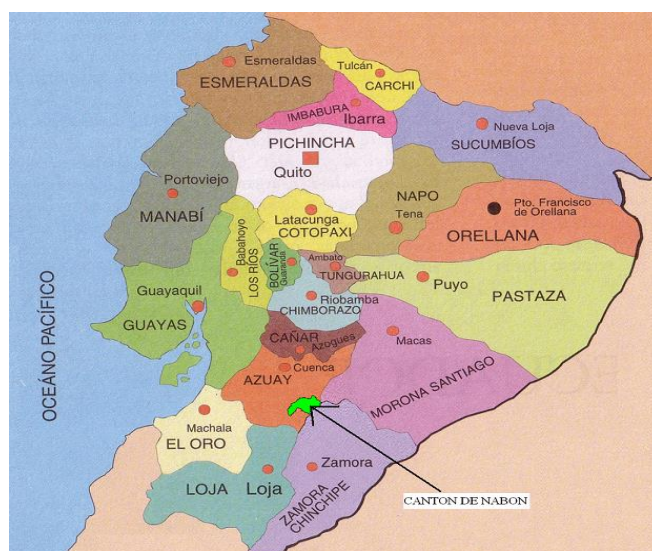 Esmeraldas
ESMERALDAS
Tulcán
CARCHI
IMBABURA
Ibarra
Nueva Loja
SUCUMBÍOS
PICHINCHA
Quito
Portoviejo
MANABÍ
NAPO
Tena
Pto. Francisco
de Orellana
ORELLANA
Latacunga
COTOPAXI
Babahoyo
LOS RÍOS
BOLÍVAR
Guaranda
Ambato
TUNGURAHUA
Puyo
PASTAZA
Guayaquil
GUAYAS
Riobamba
CHIMBORAZO
OCEÁNO PACÍFICO
CAÑAR
Azogues
Macas
MORONA SANTIAGO
Cuenca
AZUAY
Machala
EL ORO
LOJA
Loja
Zamora
ZAMORA
CHINCHIPE
CANTON DE NABON